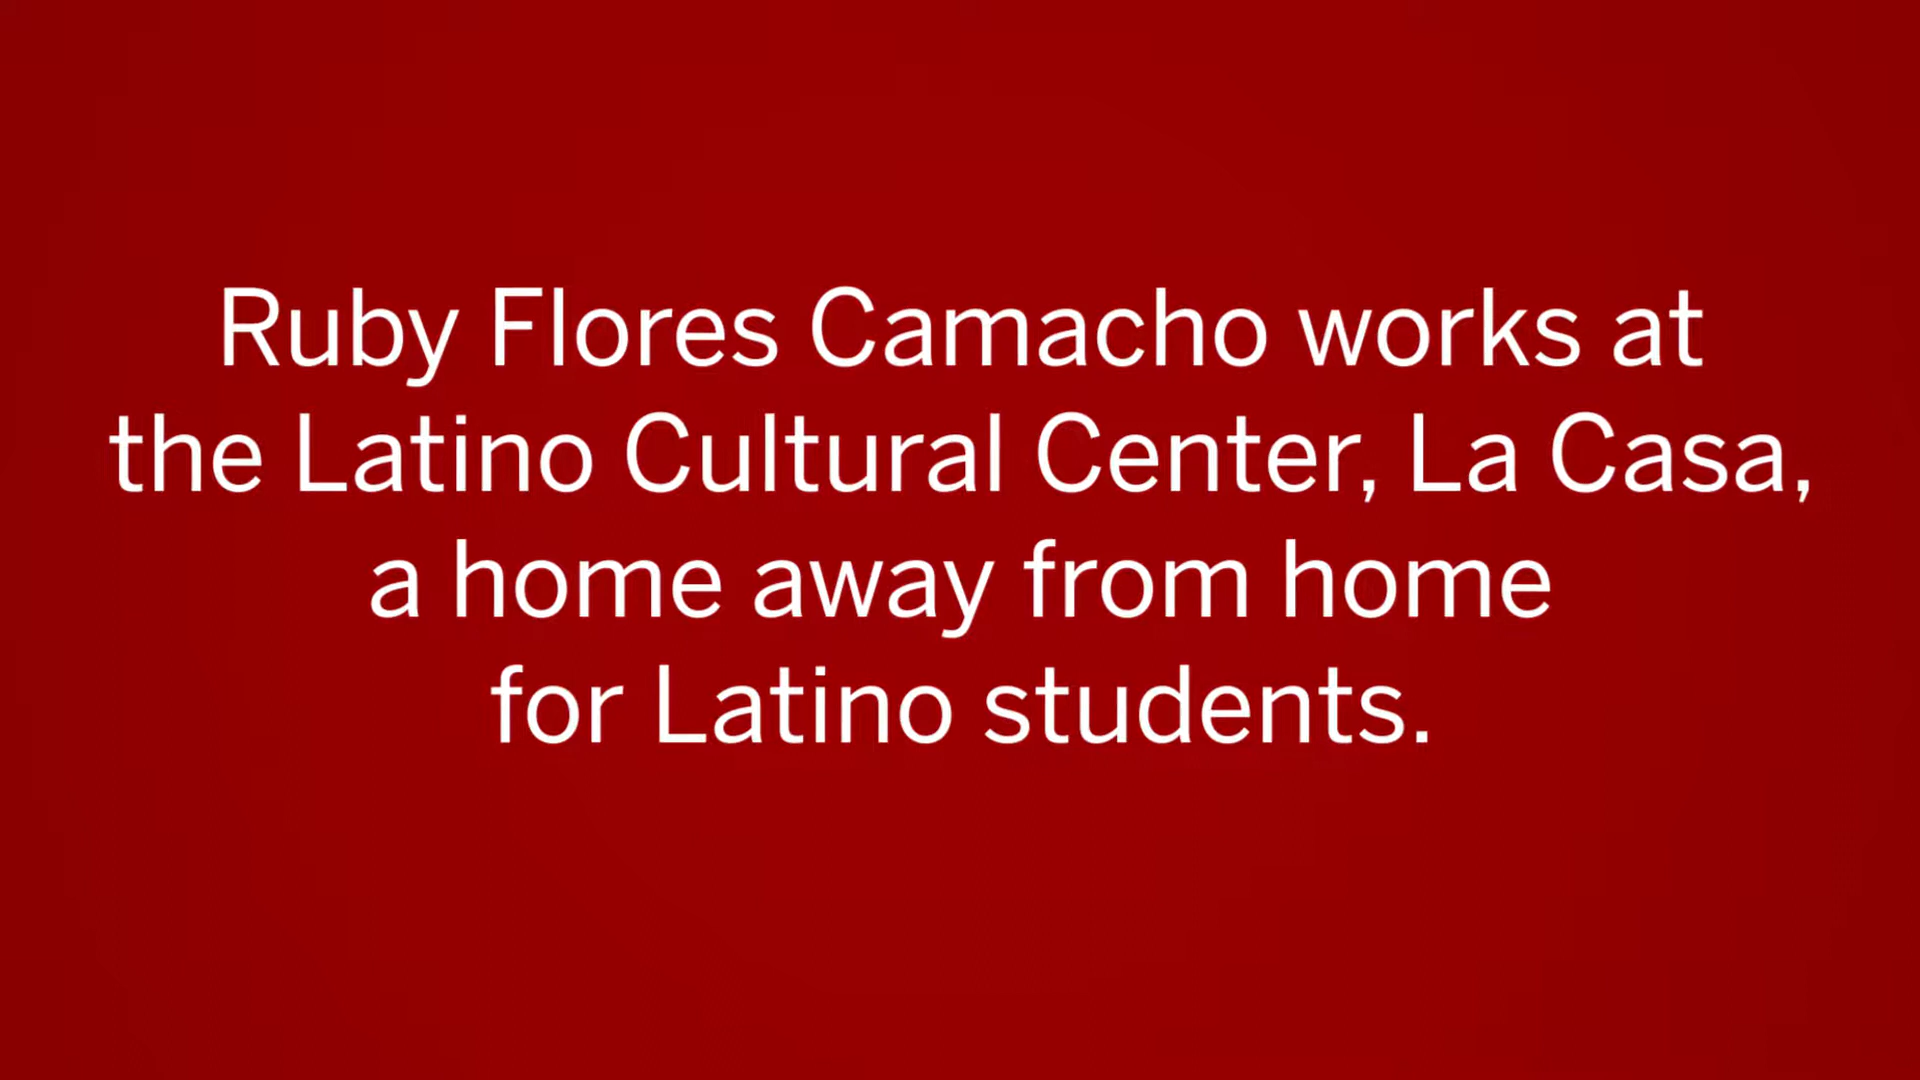 Ruby Flores Camacho works at
the Latino Cultural Center, La Casa,
a home away from home
for Latino students.